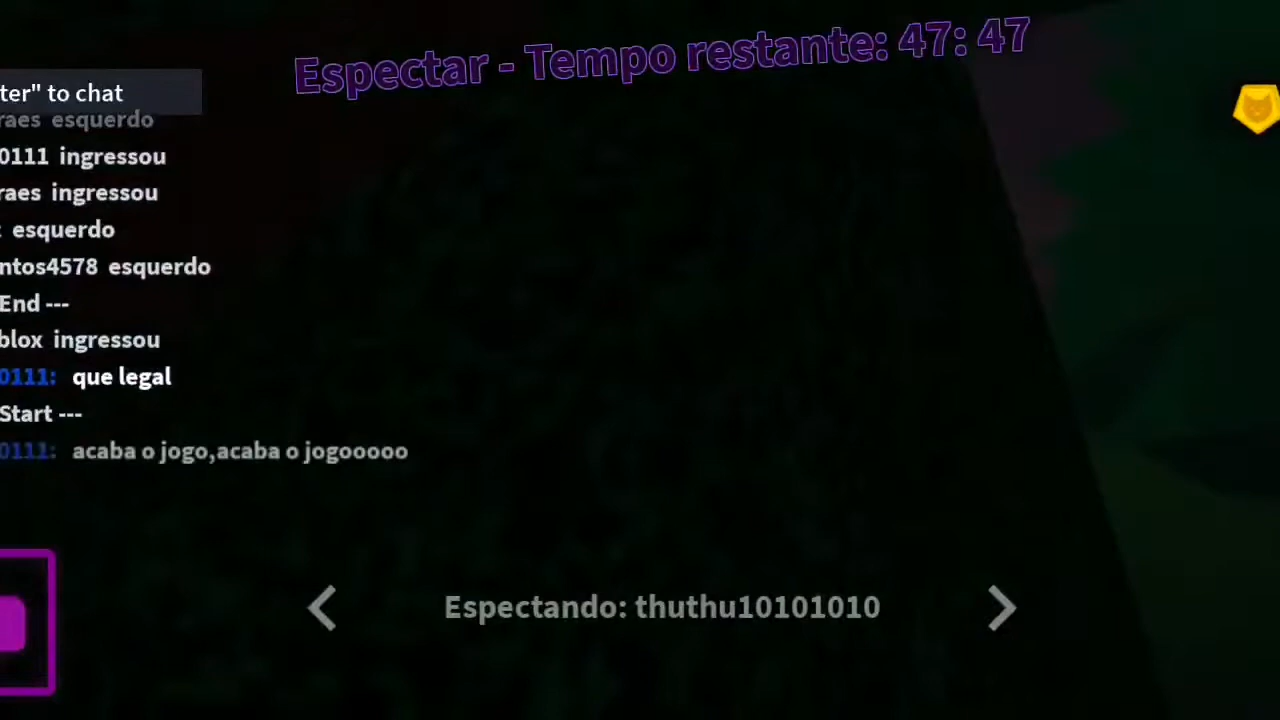 Espectar - Tempo restante: 47: 47
ter" to chat
raes esquerdo
0111 ingressou
raes ingressou
esquerdo
ntos4578 esquerdo
End ---
blox ingressou
0111: que legal
Start ---
0111: acaba o jogo,acaba o jogooooo
Espectando: thuthu10101010